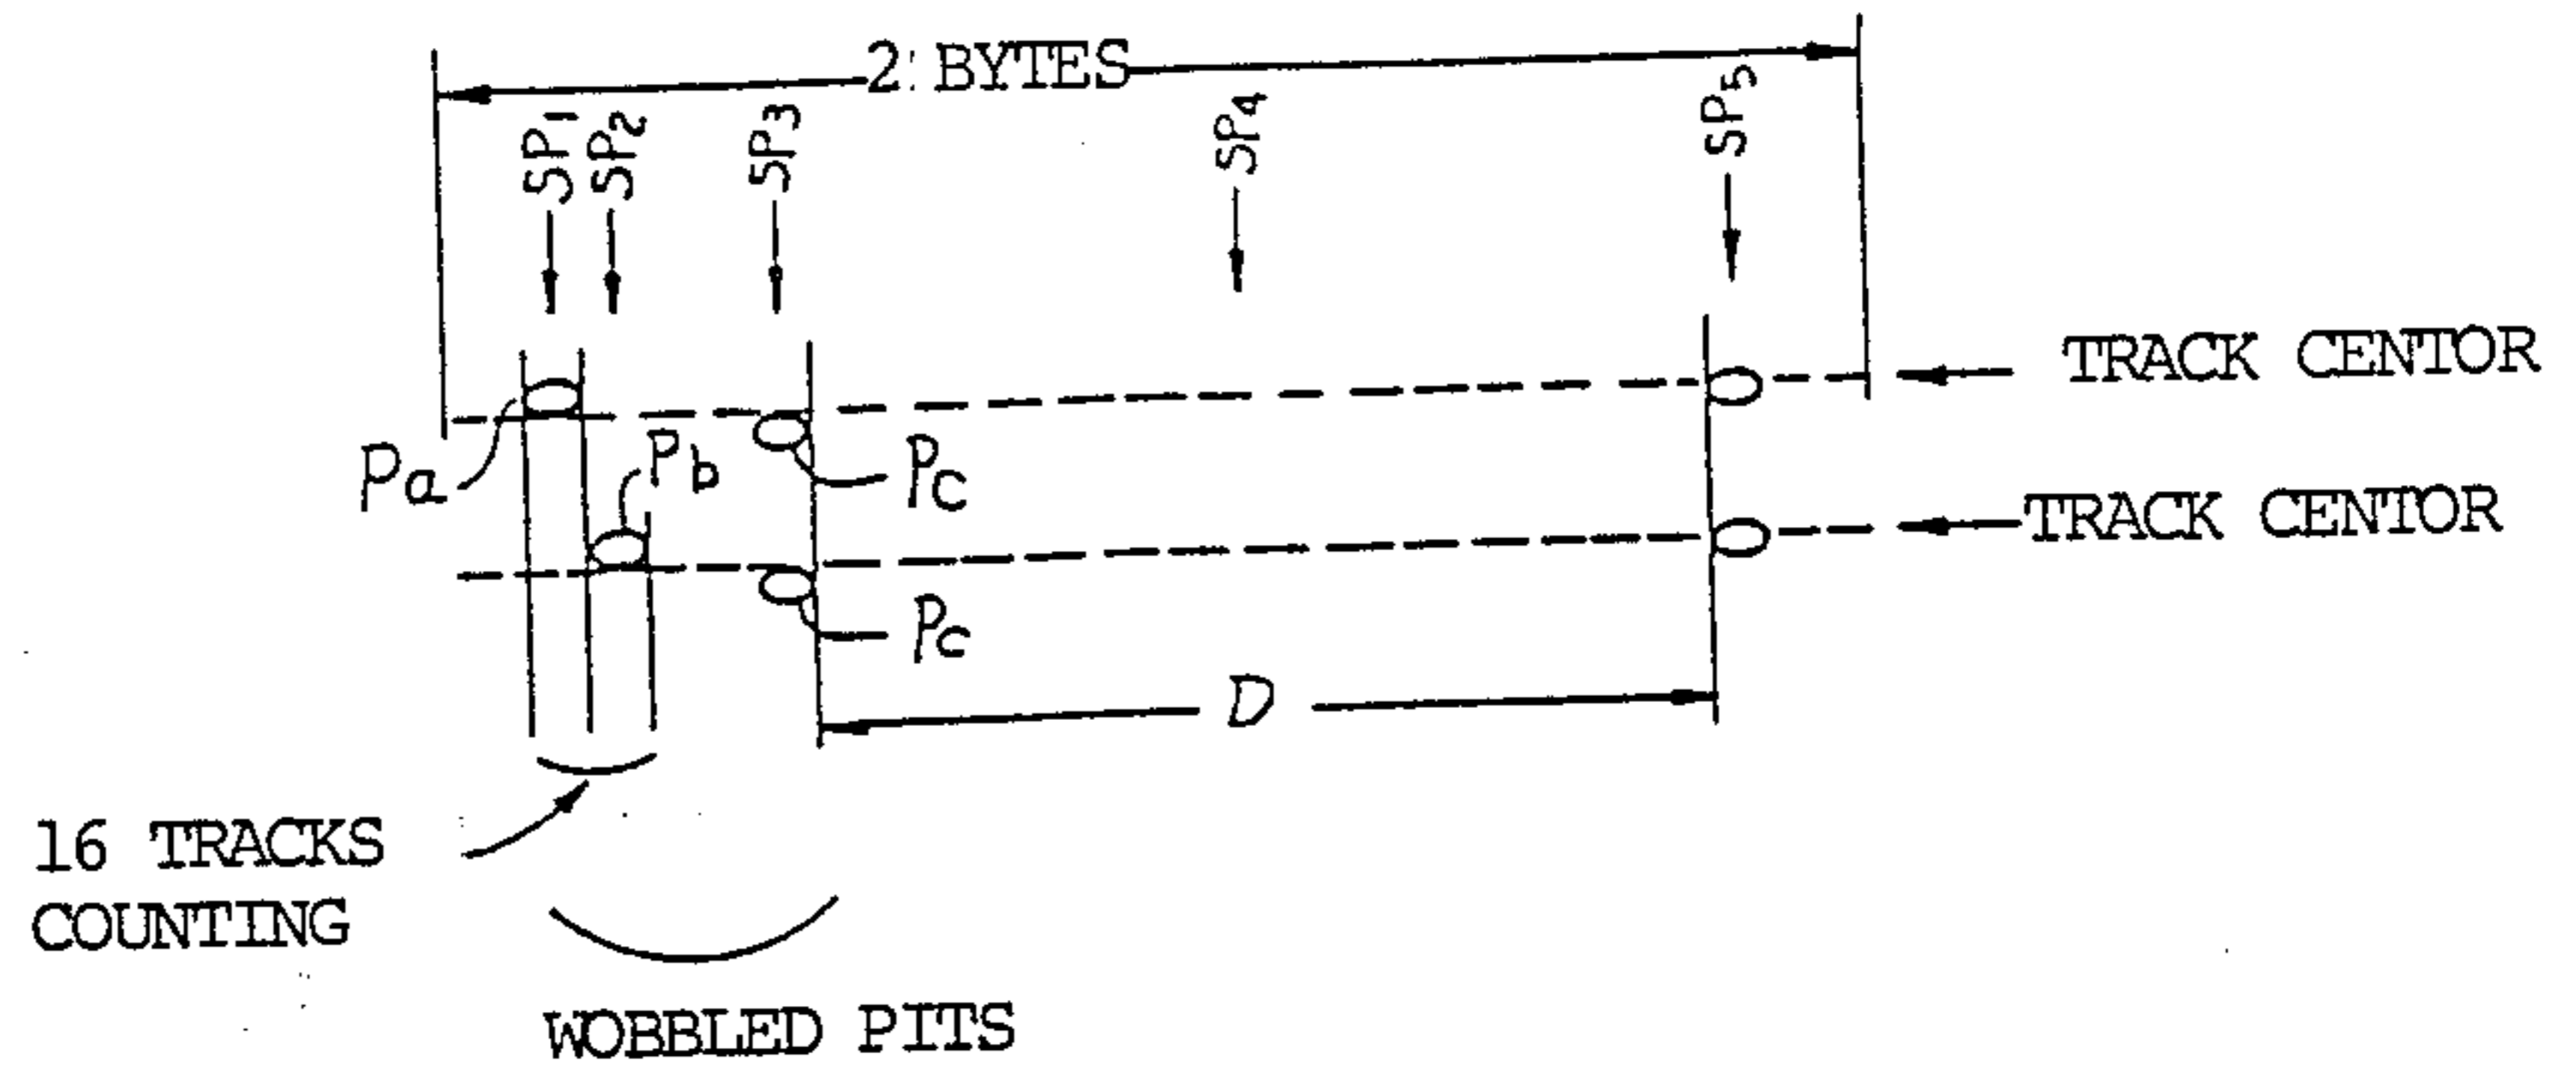 2 BYTES
SP1
SP2
SP3
SP4
SP5
TRACK CENTOR
Pa
Pb
Pc
TRACK CENTOR
Pc
D
16 TRACKS
COUNTING
WOBBLED PITS